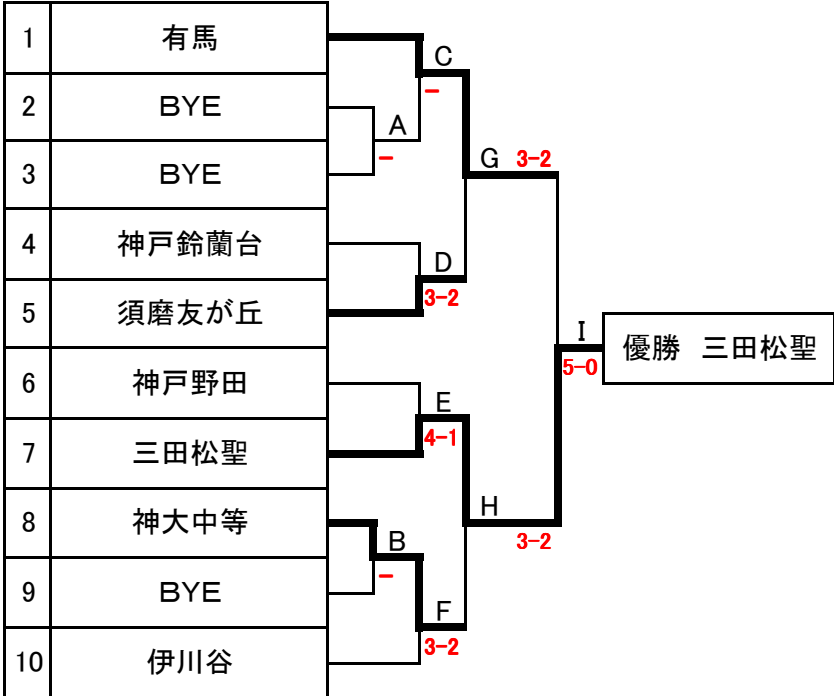 1 有馬
C
-
2 BYE
A
-
3 BYE
G 3-2
4 神戸鈴蘭台
D
3-2
5 須磨友が丘
I
5-0
優勝 三田松聖
6 神戸野田
E
4-1
7 三田松聖
H
3-2
8 神大中等
B
-
9 BYE
F
3-2
10 伊川谷